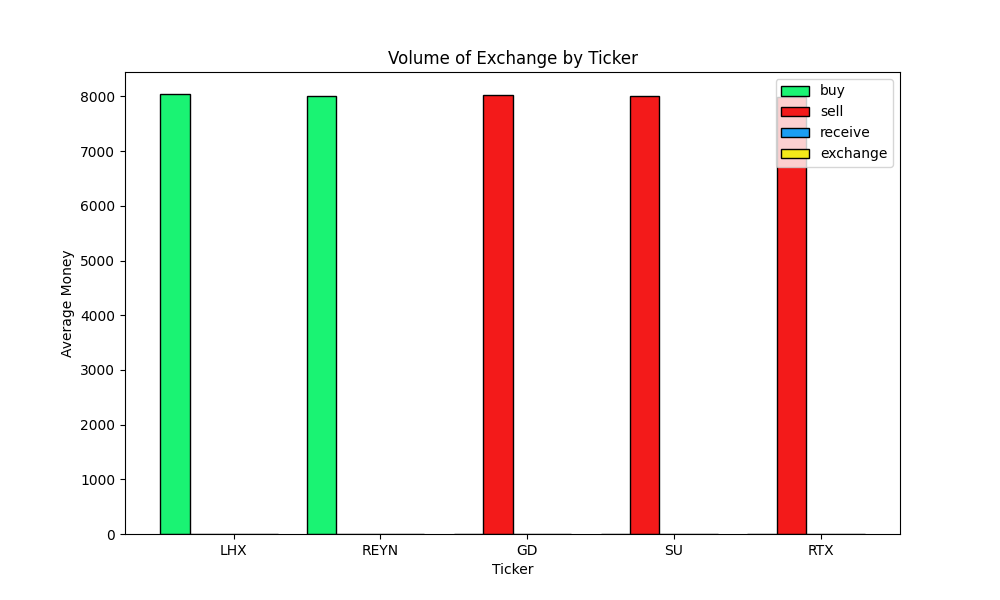 Volume of Exchange by Ticker
buy
sell
receive
exchange
8000
7000
6000
5000
4000
3000
2000
1000
0
Average Money
LHX
REYN
GD
SU
RTX
Ticker